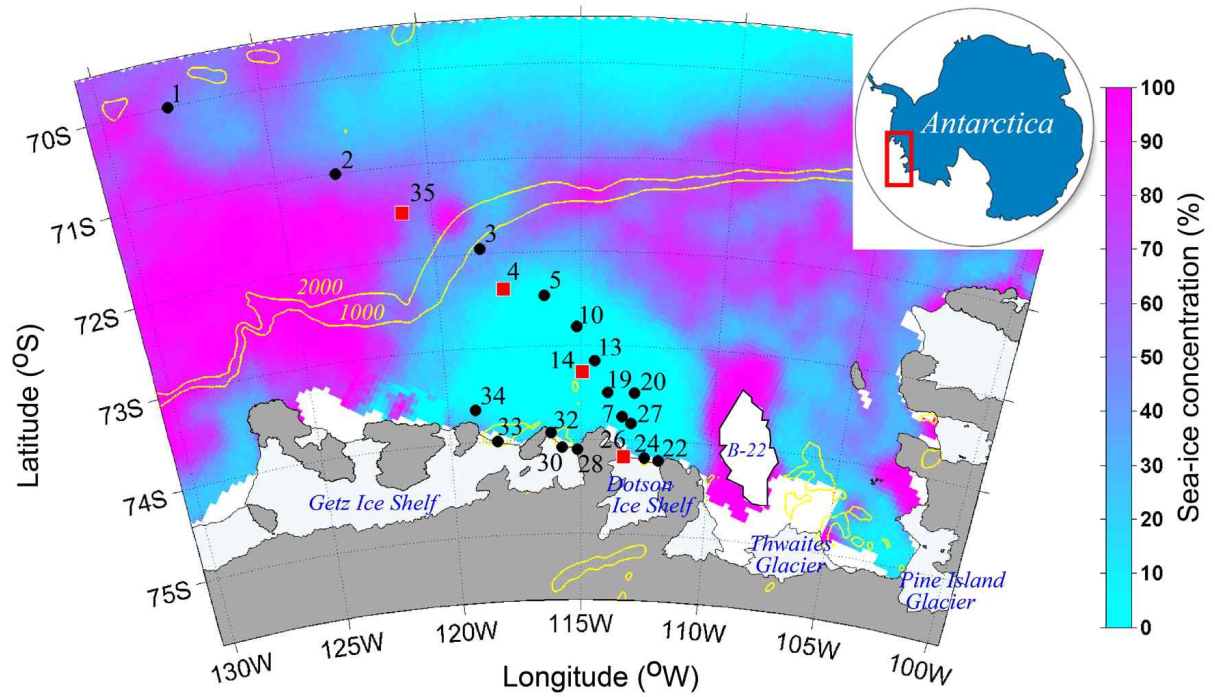 Antarctica
1
2
35
3
4
5
10
13
14
19
20
7
27
34
33
32
26
24
22
30
28
2000
1000
B-22
Getz Ice Shelf
Dotson
Ice Shelf
Thwaites
Glacier
Pine Island
Glacier
70S
71S
72S
73S
74S
75S
Latitude (°S)
130W
125W
120W
115W
110W
105W
100W
Longitude (°W)
100
90
80
70
60
50
40
30
20
10
0
Sea-ice concentration (%)